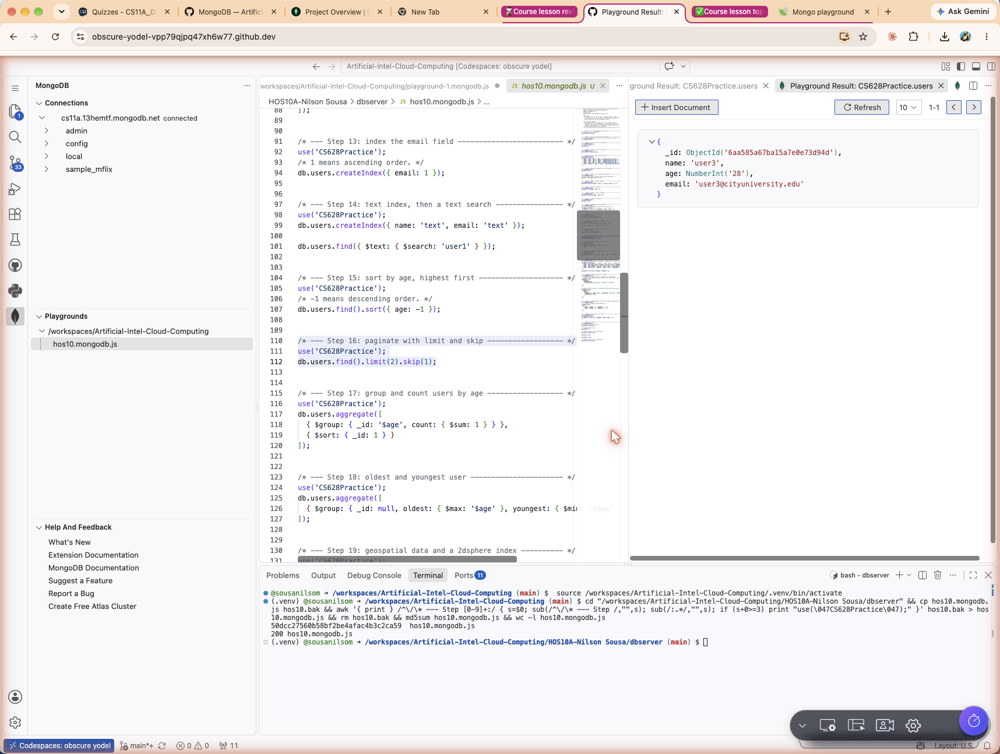 Quizzes - CS11A_02
MongoDB — Artificia
Project Overview | C
New Tab
⌛Course lesson rev
Playground Result:
✅Course lesson top
Mongo playground
Ask Gemini
obscure-yodel-vpp79qjpq47xh6w77.github.dev
Artificial-Intel-Cloud-Computing [Codespaces: obscure yodel]
MongoDB
Connections
cs11a.13hemtf.mongodb.net connected
admin
config
local
sample_mflix
Playgrounds
/workspaces/Artificial-Intel-Cloud-Computing
hos10.mongodb.js
Help And Feedback
What's New
Extension Documentation
MongoDB Documentation
Suggest a Feature
Report a Bug
Create Free Atlas Cluster
1
33
workspaces/Artificial-Intel-Cloud-Computing/playground-1.mongodb.js
JS hos10.mongodb.js U
HOS10A-Nilson Sousa > dbserver > JS hos10.mongodb.js > ...
88 ]);
89
90
91 /* --- Step 13: index the email field ------------------------- */
92 use('CS628Practice');
93 /* 1 means ascending order. */
94 db.users.createIndex({ email: 1 });
95
96
97 /* --- Step 14: text index, then a text search ---------------- */
98 use('CS628Practice');
99 db.users.createIndex({ name: 'text', email: 'text' });
100
101 db.users.find({ $text: { $search: 'user1' } });
102
103
104 /* --- Step 15: sort by age, highest first -------------------- */
105 use('CS628Practice');
106 /* -1 means descending order. */
107 db.users.find().sort({ age: -1 });
108
109
110 /* --- Step 16: paginate with limit and skip ------------------ */
111 use('CS628Practice');
112 db.users.find().limit(2).skip(1);
113
114
115 /* --- Step 17: group and count users by age ------------------ */
116 use('CS628Practice');
117 db.users.aggregate([
118 { $group: { _id: '$age', count: { $sum: 1 } } },
119 { $sort: { _id: 1 } }
120 ]);
121
122
123 /* --- Step 18: oldest and youngest user ---------------------- */
124 use('CS628Practice');
125 db.users.aggregate([
126 { $group: { _id: null, oldest: { $max: '$age' }, youngest: { $min: '$age' }
127 ]);
128
129
130 /* --- Step 19: geospatial data and a 2dsphere index ---------- */
131 use('CS628Practice');
ground Result: CS628Practice.users
Playground Result: CS628Practice.users
Insert Document
Refresh
10
1-1
{
_id: ObjectId('6aa585a67ba15a7e0e73d94d'),
name: 'user3',
age: NumberInt('28'),
email: 'user3@cityuniversity.edu'
}
Problems Output Debug Console Terminal Ports 11
bash - dbserver
@sousanilsom → /workspaces/Artificial-Intel-Cloud-Computing (main) $ source /workspaces/Artificial-Intel-Cloud-Computing/.venv/bin/activate
(.venv) @sousanilsom → /workspaces/Artificial-Intel-Cloud-Computing (main) $ cd "/workspaces/Artificial-Intel-Cloud-Computing/HOS10A-Nilson Sousa/dbserver" && cp hos10.mongodb.
js hos10.bak && awk '{ print } /^\/\* --- Step [0-9]+:/ { s=$0; sub(/^\/\* --- Step /,"",s); sub(/:.*/,"",s); if (s+0>=3) print "use(\047CS628Practice\047);" }' hos10.bak > hos
10.mongodb.js && rm hos10.bak && md5sum hos10.mongodb.js && wc -l hos10.mongodb.js
50dcc27560b58bf2be4afac4b3c2ca59  hos10.mongodb.js
200 hos10.mongodb.js
(.venv) @sousanilsom → /workspaces/Artificial-Intel-Cloud-Computing/HOS10A-Nilson Sousa/dbserver (main) $
Codespaces: obscure yodel
main*+
0 0
11
Layout: U.S.